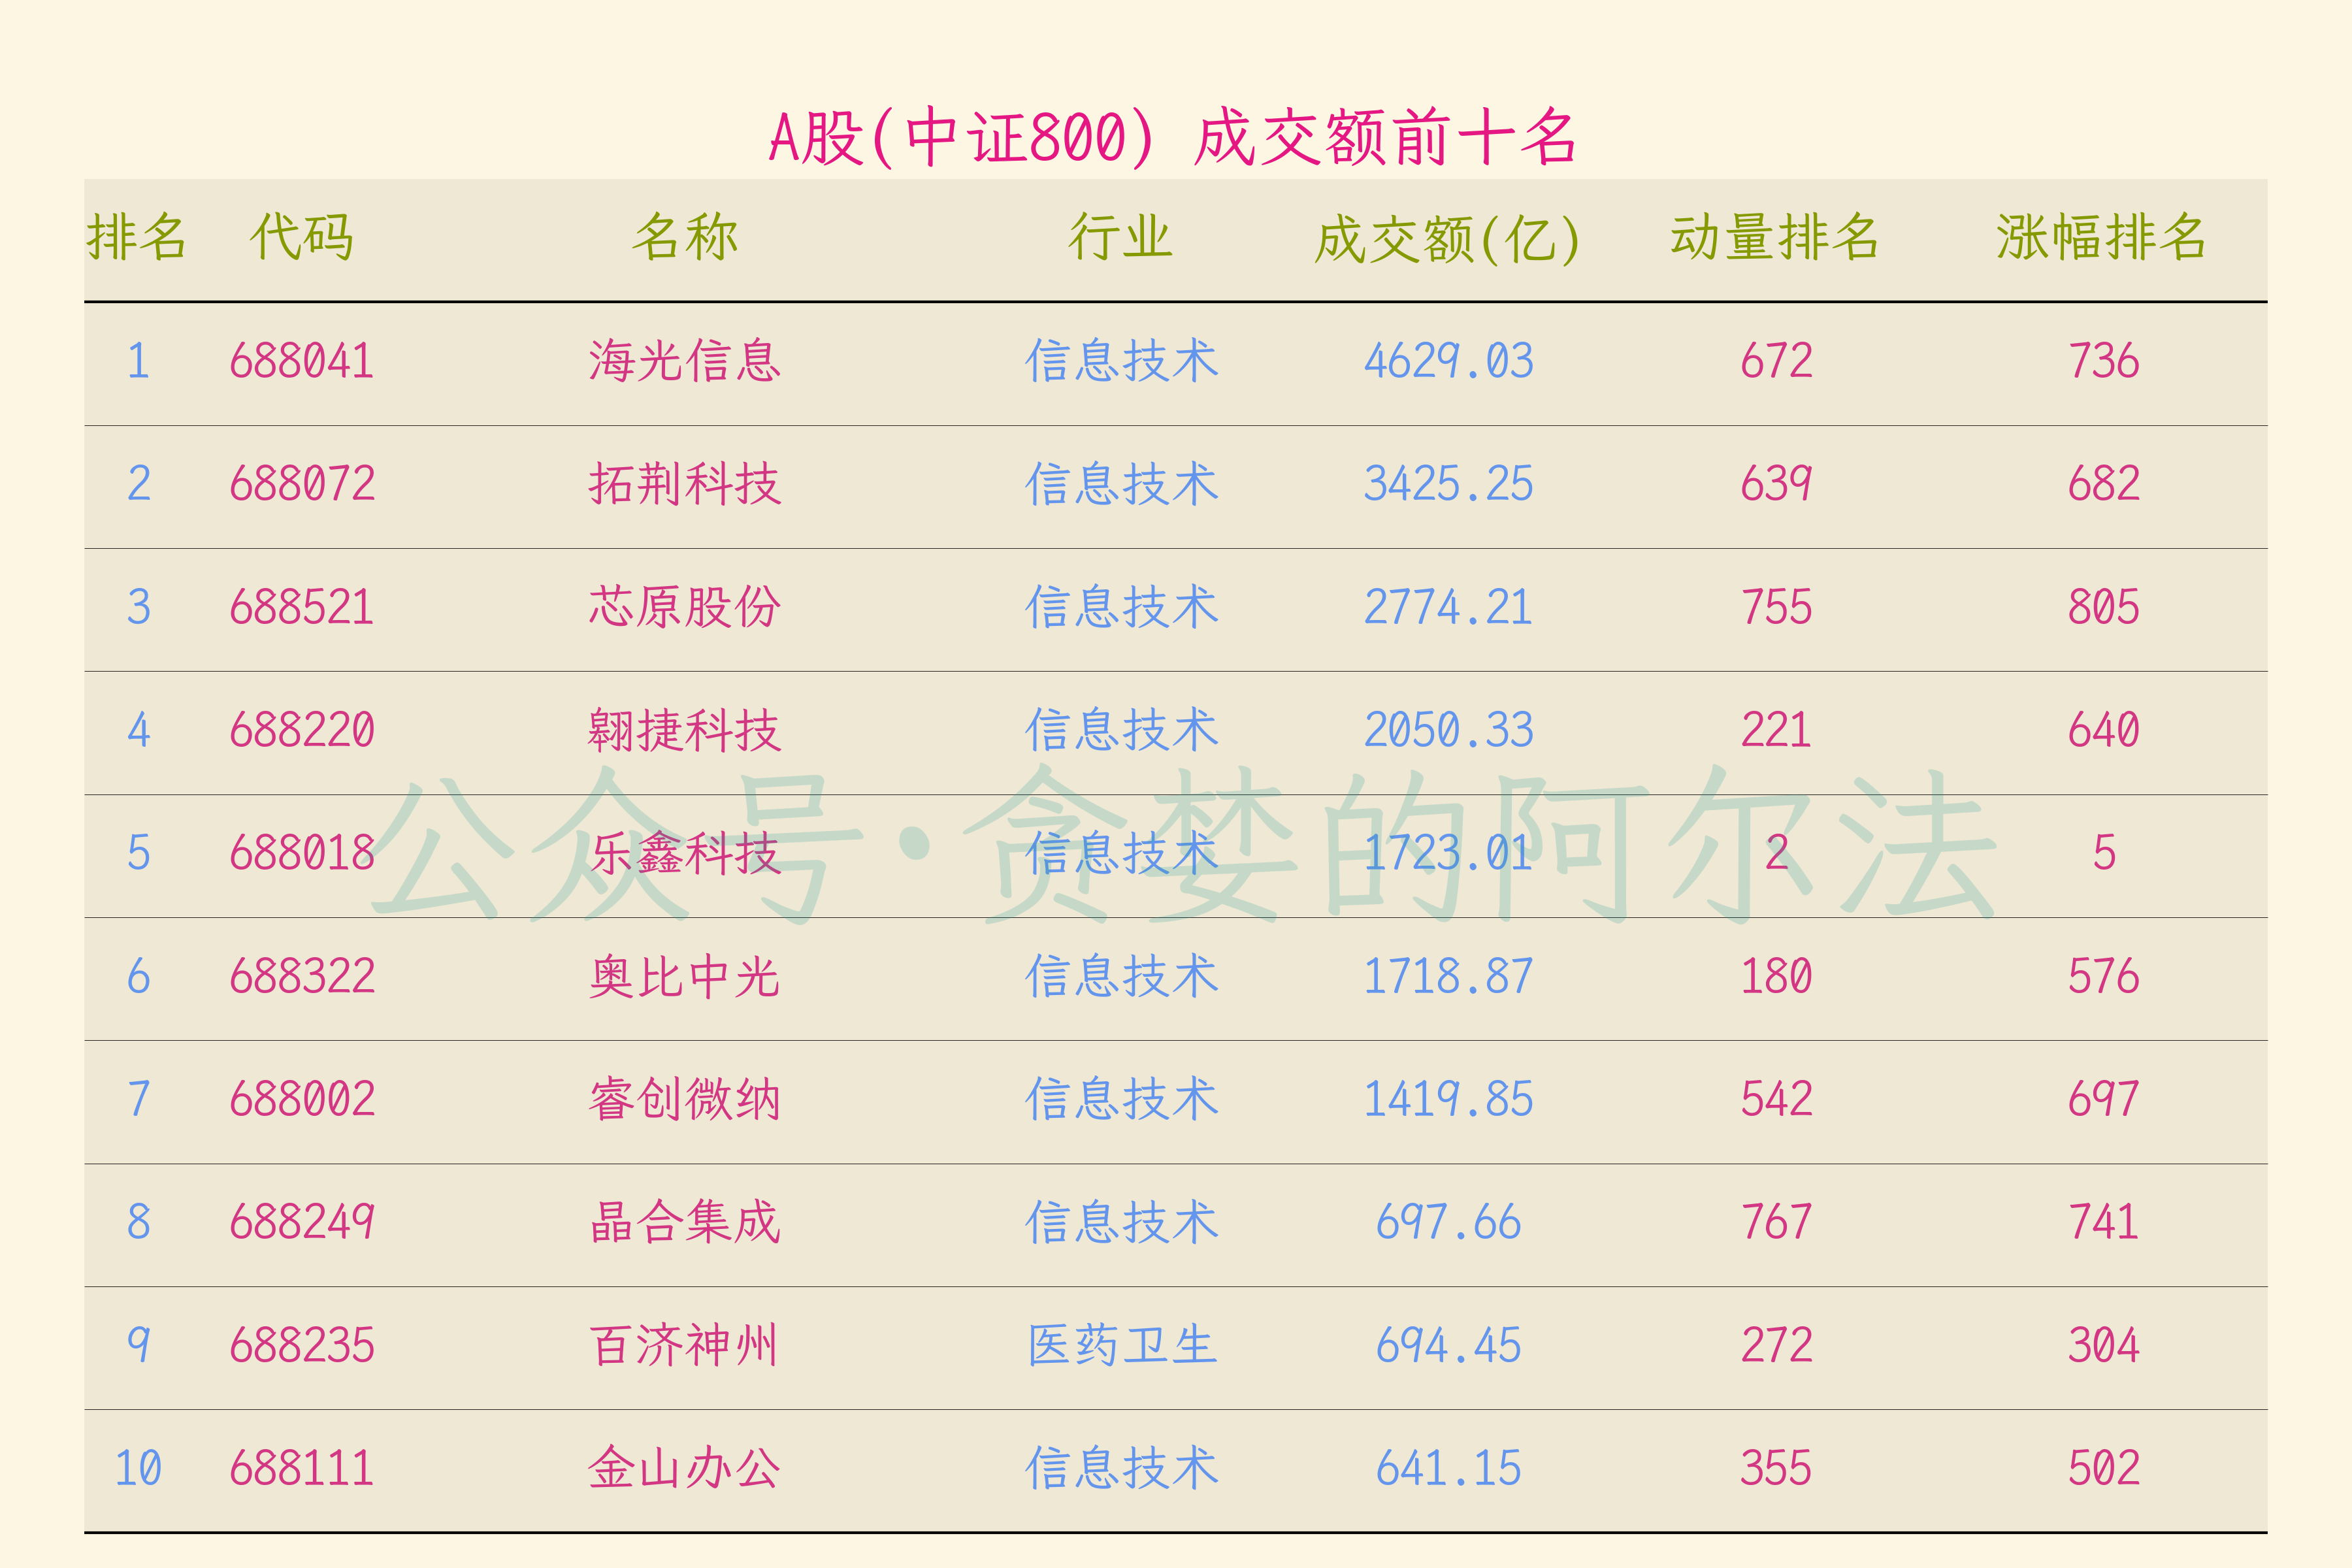 A股(中证800) 成交额前十名
排名 代码 名称 行业 成交额(亿) 动量排名 涨幅排名
1 688041 海光信息 信息技术 4629.03 672 736
2 688072 拓荆科技 信息技术 3425.25 639 682
3 688521 芯原股份 信息技术 2774.21 755 805
4 688220 翱捷科技 信息技术 2050.33 221 640
5 688018 乐鑫科技 信息技术 1723.01 2 5
公众号·贪婪的阿尔法
6 688322 奥比中光 信息技术 1718.87 180 576
7 688002 睿创微纳 信息技术 1419.85 542 697
8 688249 晶合集成 信息技术 697.66 767 741
9 688235 百济神州 医药卫生 694.45 272 304
10 688111 金山办公 信息技术 641.15 355 502